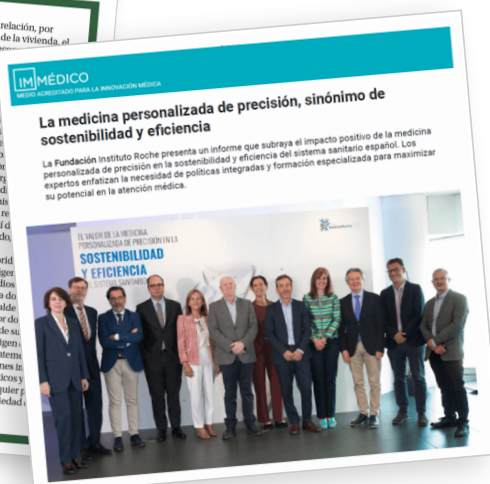 relación, por
de la vivienda, el
IM MÉDICO
MEDIO ACREDITADO PARA LA INNOVACIÓN MÉDICA
La medicina personalizada de precisión, sinónimo de
sostenibilidad y eficiencia
La Fundación Instituto Roche presenta un informe que subraya el impacto positivo de la medicina
personalizada de precisión en la sostenibilidad y eficiencia del sistema sanitario español. Los
expertos enfatizan la necesidad de políticas integradas y formación especializada para maximizar
su potencial en la atención médica.
EL VALOR DE LA MEDICINA
PERSONALIZADA DE PRECISIÓN EN LA
SOSTENIBILIDAD
Y EFICIENCIA
DEL SISTEMA SANITARIO